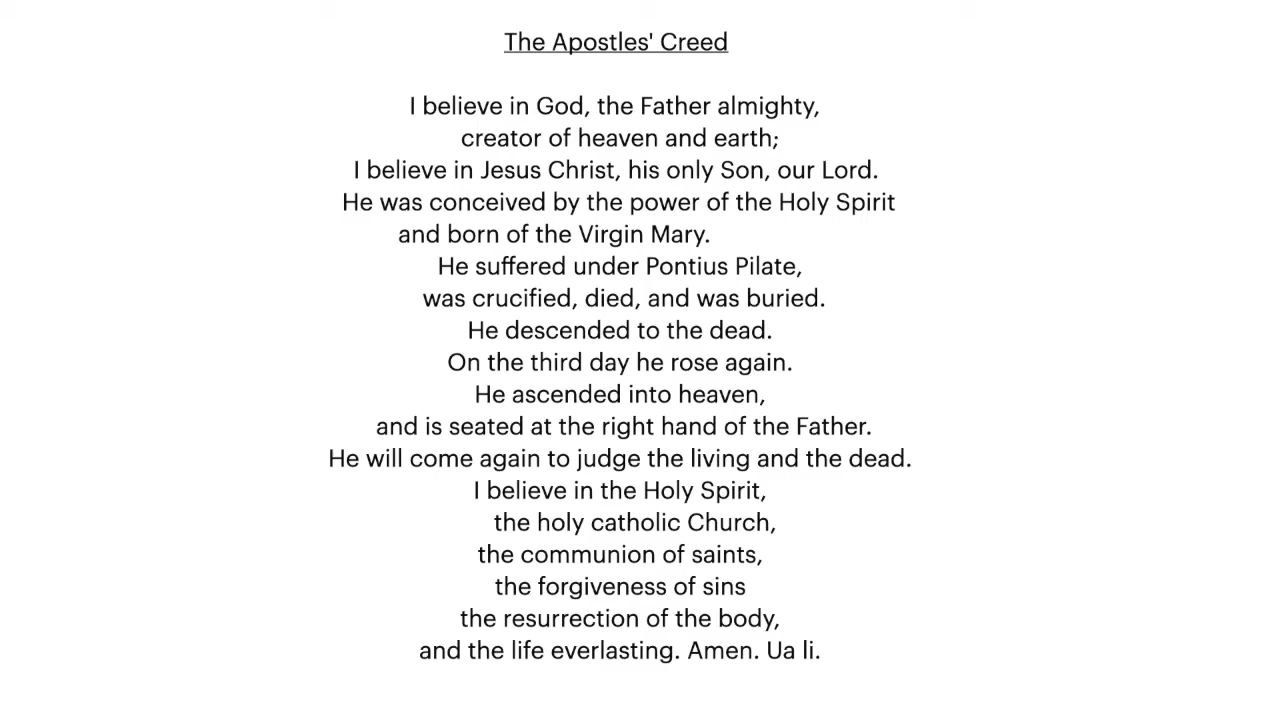 The Apostles' Creed
I believe in God, the Father almighty,
creator of heaven and earth;
I believe in Jesus Christ, his only Son, our Lord.
He was conceived by the power of the Holy Spirit
and born of the Virgin Mary.
He suffered under Pontius Pilate,
was crucified, died, and was buried.
He descended to the dead.
On the third day he rose again.
He ascended into heaven,
and is seated at the right hand of the Father.
He will come again to judge the living and the dead.
I believe in the Holy Spirit,
the holy catholic Church,
the communion of saints,
the forgiveness of sins
the resurrection of the body,
and the life everlasting. Amen. Ua li.